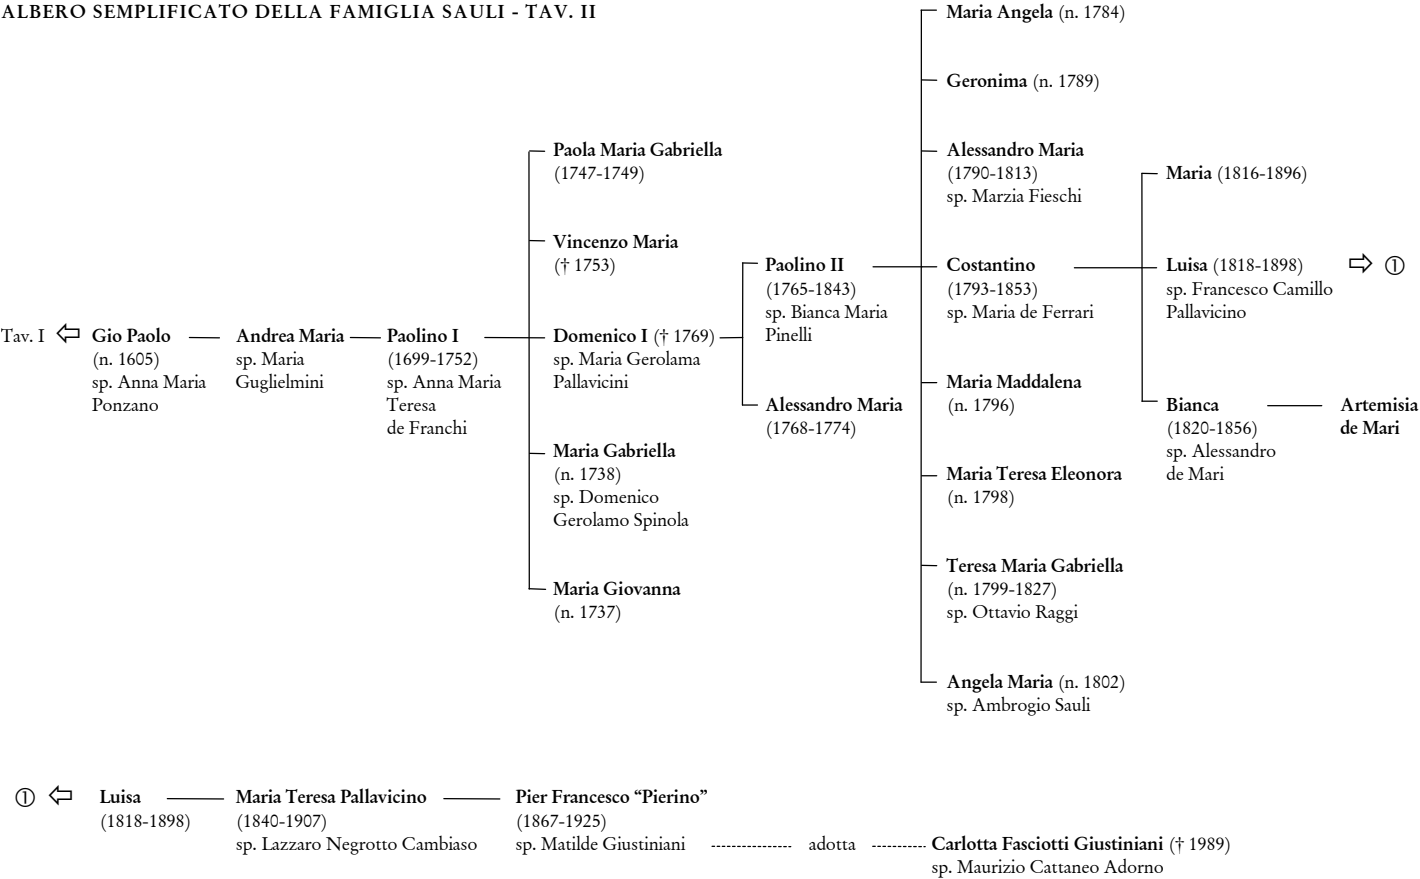 ALBERO SEMPLIFICATO DELLA FAMIGLIA SAULI - TAV. II
Tav. I
Gio Paolo
(n. 1605)
sp. Anna Maria
Ponzano
Andrea Maria
sp. Maria
Guglielmini
Paolino I
(1699-1752)
sp. Anna Maria
Teresa
de Franchi
Paola Maria Gabriella
(1747-1749)
Vincenzo Maria
(† 1753)
Domenico I († 1769)
sp. Maria Gerolama
Pallavicini
Maria Gabriella
(n. 1738)
sp. Domenico
Gerolamo Spinola
Maria Giovanna
(n. 1737)
Paolino II
(1765-1843)
sp. Bianca Maria
Pinelli
Alessandro Maria
(1768-1774)
Maria Angela (n. 1784)
Geronima (n. 1789)
Alessandro Maria
(1790-1813)
sp. Marzia Fieschi
Costantino
(1793-1853)
sp. Maria de Ferrari
Maria Maddalena
(n. 1796)
Maria Teresa Eleonora
(n. 1798)
Teresa Maria Gabriella
(n. 1799-1827)
sp. Ottavio Raggi
Angela Maria (n. 1802)
sp. Ambrogio Sauli
Maria (1816-1896)
Luisa (1818-1898)
sp. Francesco Camillo
Pallavicino
①
Bianca
(1820-1856)
sp. Alessandro
de Mari
Artemisia
de Mari
①
Luisa
(1818-1898)
Maria Teresa Pallavicino
(1840-1907)
sp. Lazzaro Negrotto Cambiaso
Pier Francesco “Pierino”
(1867-1925)
sp. Matilde Giustiniani
adotta
Carlotta Fasciotti Giustiniani († 1989)
sp. Maurizio Cattaneo Adorno